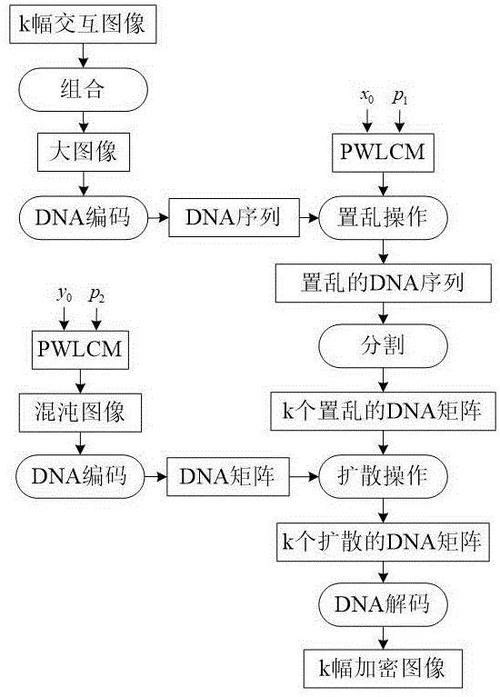 k幅交互图像
组合
大图像
DNA编码
DNA序列
x0 p1
PWLCM
置乱操作
置乱的DNA序列
分割
k个置乱的DNA矩阵
y0 p2
PWLCM
混沌图像
DNA编码
DNA矩阵
扩散操作
k个扩散的DNA矩阵
DNA解码
k幅加密图像